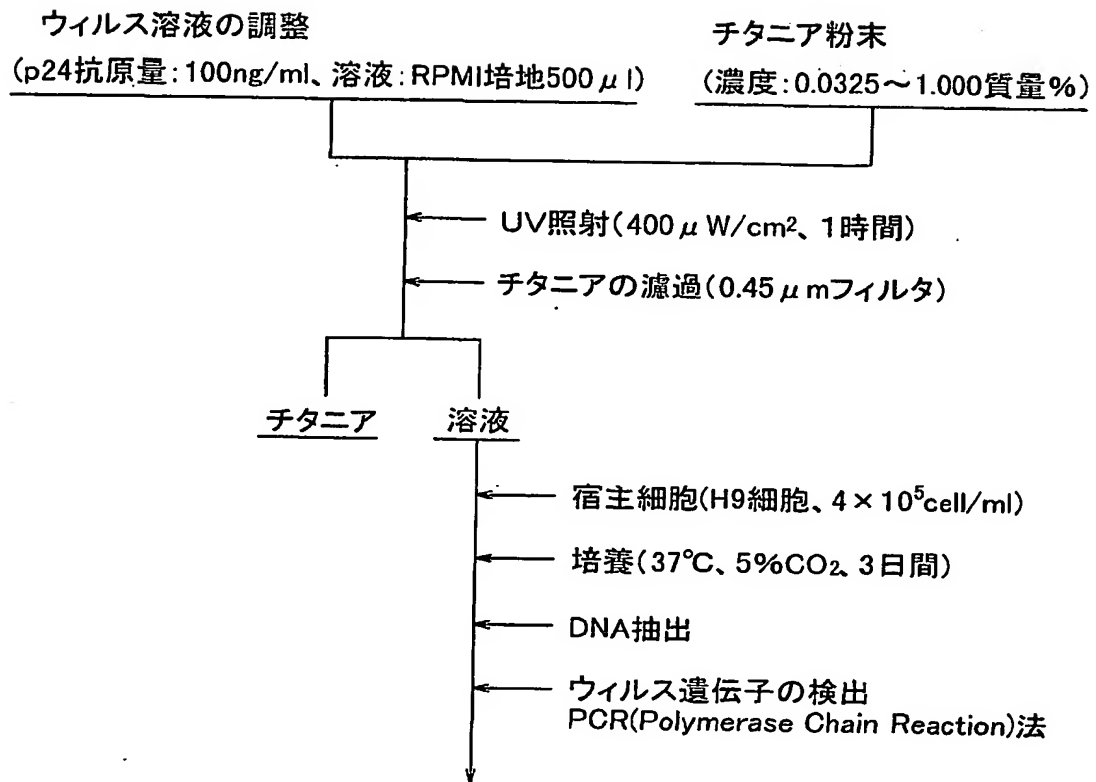 ウィルス溶液の調整
(p24抗原量:100ng/ml、溶液:RPMI培地500μl)
チタニア粉末
(濃度:0.0325～1.000質量%)
UV照射(400μW/cm²、1時間)
チタニアの濾過(0.45μmフィルタ)
チタニア
溶液
宿主細胞(H9細胞、4×10⁵cell/ml)
培養(37℃、5%CO₂、3日間)
DNA抽出
ウィルス遺伝子の検出
PCR(Polymerase Chain Reaction)法